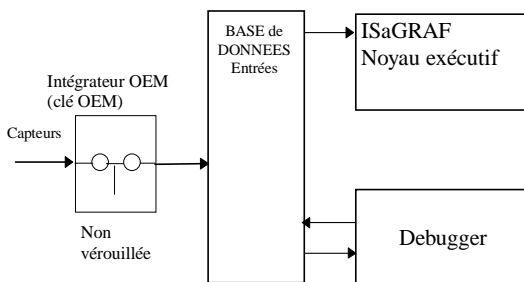 BASE de
DONNEES
Entrées
ISaGRAF
Noyau exécutif
Intégrateur OEM
(clé OEM)
Capteurs
Non
vérouillée
Debugger